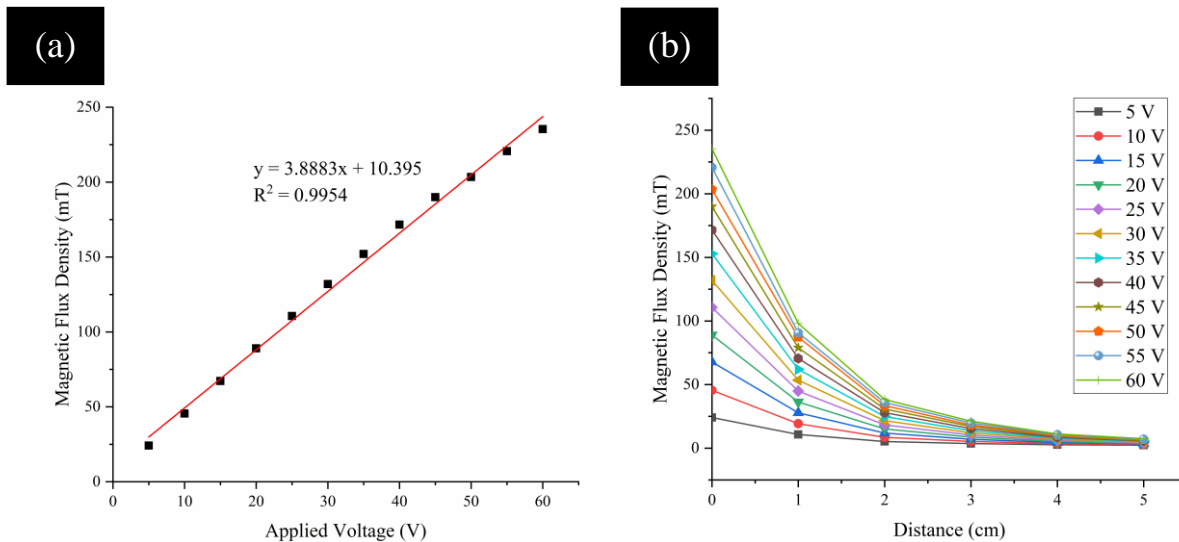 (a)
250
200
150
100
50
0
Magnetic Flux Density (mT)
y = 3.8883x + 10.395
R² = 0.9954
0 10 20 30 40 50 60
Applied Voltage (V)
(b)
250
200
150
100
50
0
Magnetic Flux Density (mT)
5 V
10 V
15 V
20 V
25 V
30 V
35 V
40 V
45 V
50 V
55 V
60 V
0 1 2 3 4 5
Distance (cm)